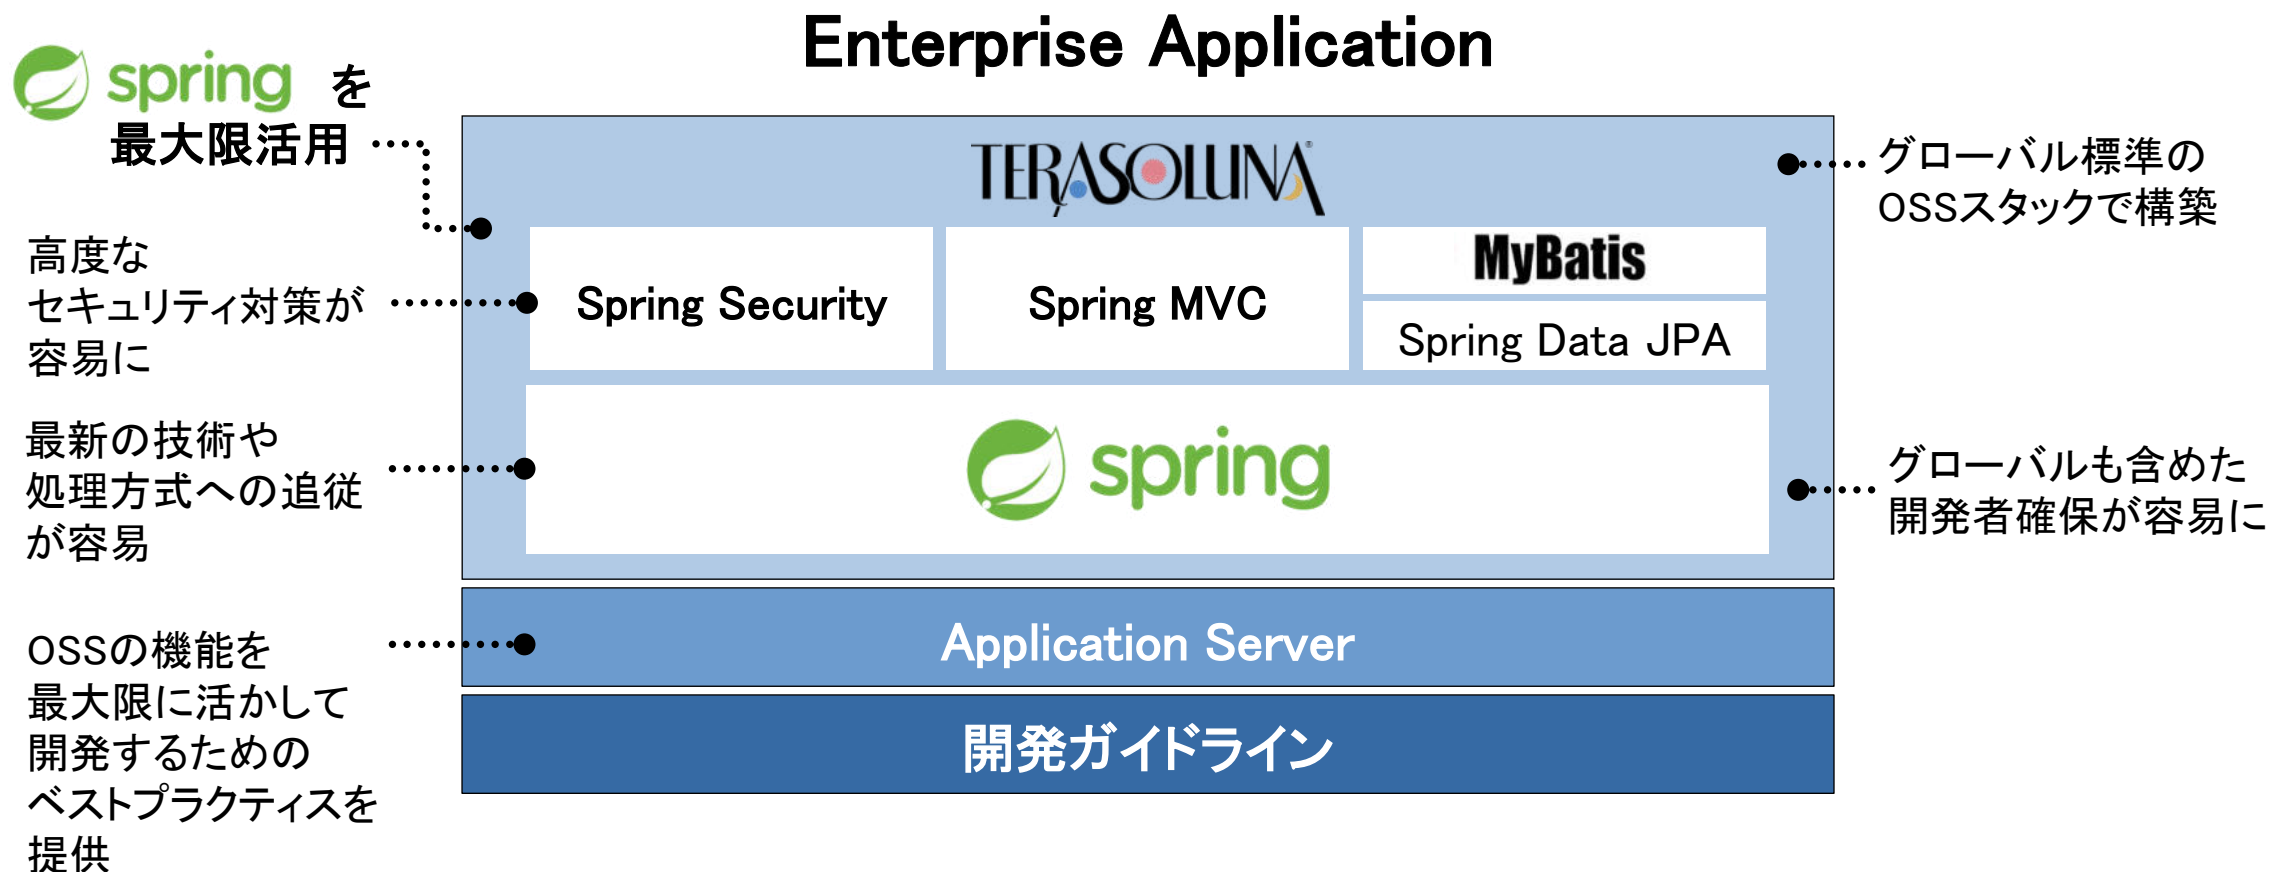 Enterprise Application
spring を
最大限活用
高度な
セキュリティ対策が
容易に
最新の技術や
処理方式への追従
が容易
OSSの機能を
最大限に活かして
開発するための
ベストプラクティスを
提供
TERASOLUNA®
Spring Security
Spring MVC
MyBatis
Spring Data JPA
spring
Application Server
開発ガイドライン
グローバル標準の
OSSスタックで構築
グローバルも含めた
開発者確保が容易に